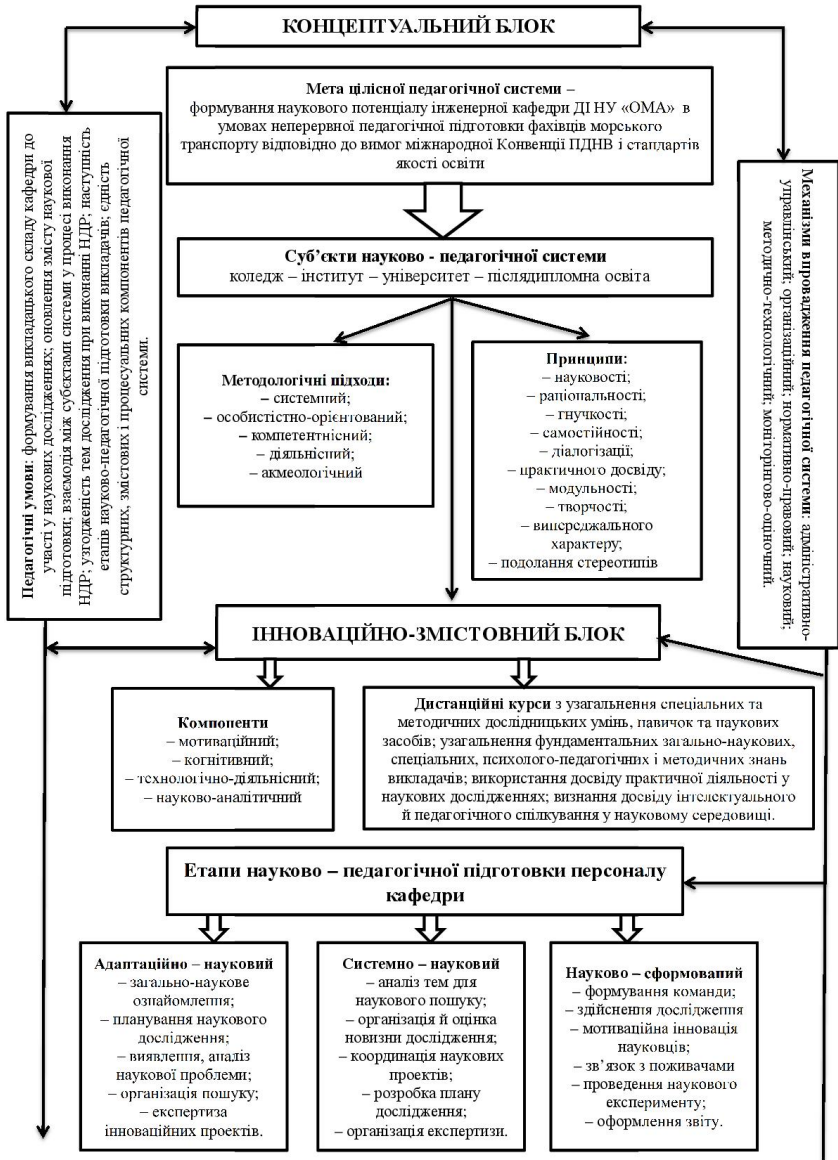 КОНЦЕПТУАЛЬНИЙ БЛОК
Мета цілісної педагогічної системи –
формування наукового потенціалу інженерної кафедри ДІ НУ «ОМА» в
умовах неперервної педагогічної підготовки фахівців морського
транспорту відповідно до вимог міжнародної Конвенції ПДНВ і стандартів
якості освіти
Педагогічні умови: формування викладацького складу кафедри до
участі у наукових дослідженнях; оновлення змісту наукової
підготовки; взаємодія між субєктами системи у процесі виконання
НДР; узгодженість тем дослідження при виконанні НДР; наступність
етапів науково-педагогічної підготовки викладачів; єдність
структурних, змістових і процесуальних компонентів педагогічної
системи.
Механізми впровадження педагогічної системи: адміністративно-
управлінський; організаційний; нормативно-правовий; науковий;
методично-технологічний; моніторінгово-оціночний.
Суб’єкти науково - педагогічної системи
коледж – інститут – університет – післядипломна освіта
Методологічні підходи:
– системний;
– особистістно-орієнтований;
– компетентнісний;
– діяльнісний;
– акмеологічний
Принципи:
– науковості;
– раціональності;
– гнучкості;
– самостійності;
– діалогізації;
– практичного досвіду;
– модульності;
– творчості;
– випереджального
характеру;
– подолання стереотипів
ІННОВАЦІЙНО-ЗМІСТОВНИЙ БЛОК
Компоненти
– мотиваційний;
– когнітивний;
– технологічно-діяльнісний;
– науково-аналітичний
Дистанційні курси з узагальнення спеціальних та
методичних дослідницьких умінь, навичок та наукових
засобів; узагальнення фундаментальних загально-наукових,
спеціальних, психолого-педагогічних і методичних знань
викладачів; використання досвіду практичної діяльності у
наукових дослідженнях; визнання досвіду інтелектуального
й педагогічного спілкування у науковому середовищі.
Етапи науково – педагогічної підготовки персоналу
кафедри
Адаптаційно – науковий
– загально-наукове
ознайомлення;
– планування наукового
дослідження;
– виявлення, аналіз
наукової проблеми;
– організація пошуку;
– експертиза
інноваційних проектів.
Системно – науковий
– аналіз тем для
наукового пошуку;
– організація й оцінка
новизни дослідження;
– координація наукових
проектів;
– розробка плану
дослідження;
– організація експертизи.
Науково – сформований
– формування команди;
– здійснення дослідження
– мотиваційна інновація
науковців;
– зв’язок з поживачами
– проведення наукового
експерименту;
– оформлення звіту.